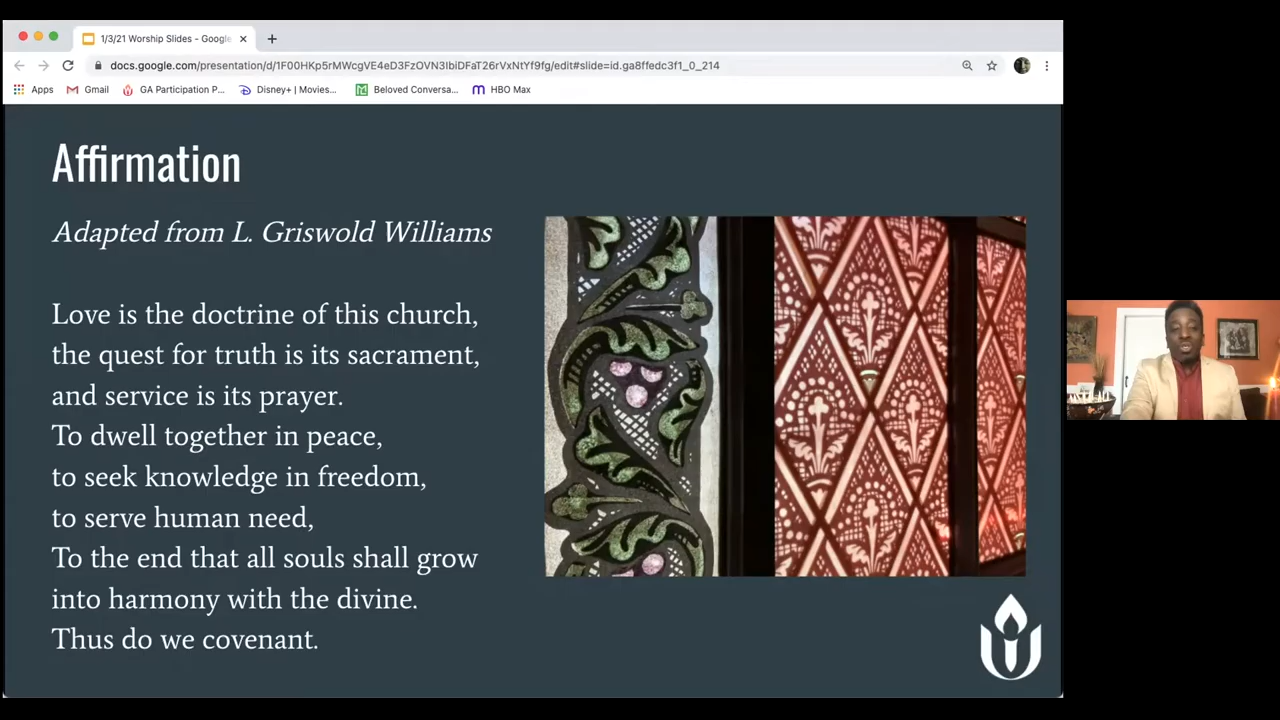 1/3/21 Worship Slides - Google
docs.google.com/presentation/d/1F00HKp5rMWcgVE4eD3FzOVN3IbiDFaT26rVxNtYf9fg/edit#slide=id.ga8ffedc3f1_0_214
Apps Gmail GA Participation P... Disney+ | Movies... Beloved Conversa... HBO Max
Affirmation
Adapted from L. Griswold Williams
Love is the doctrine of this church,
the quest for truth is its sacrament,
and service is its prayer.
To dwell together in peace,
to seek knowledge in freedom,
to serve human need,
To the end that all souls shall grow
into harmony with the divine.
Thus do we covenant.